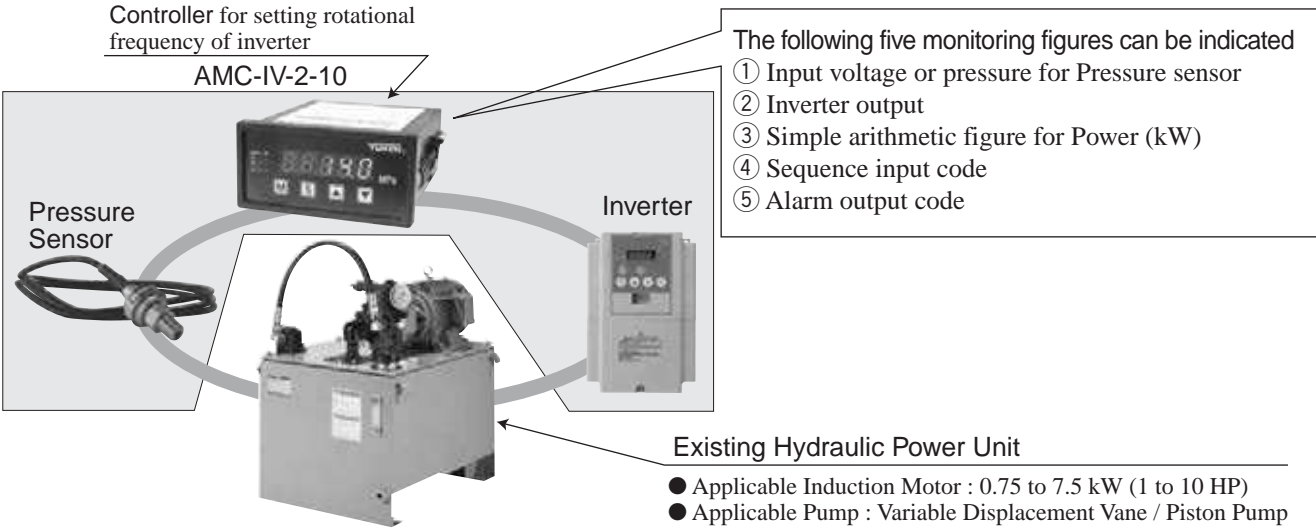 Controller for setting rotational
frequency of inverter
AMC-IV-2-10
The following five monitoring figures can be indicated
① Input voltage or pressure for Pressure sensor
② Inverter output
③ Simple arithmetic figure for Power (kW)
④ Sequence input code
⑤ Alarm output code
YUKEN
14.0
MPa
M S ▲ ▼
Pressure
Sensor
Inverter
Existing Hydraulic Power Unit
● Applicable Induction Motor : 0.75 to 7.5 kW (1 to 10 HP)
● Applicable Pump : Variable Displacement Vane / Piston Pump